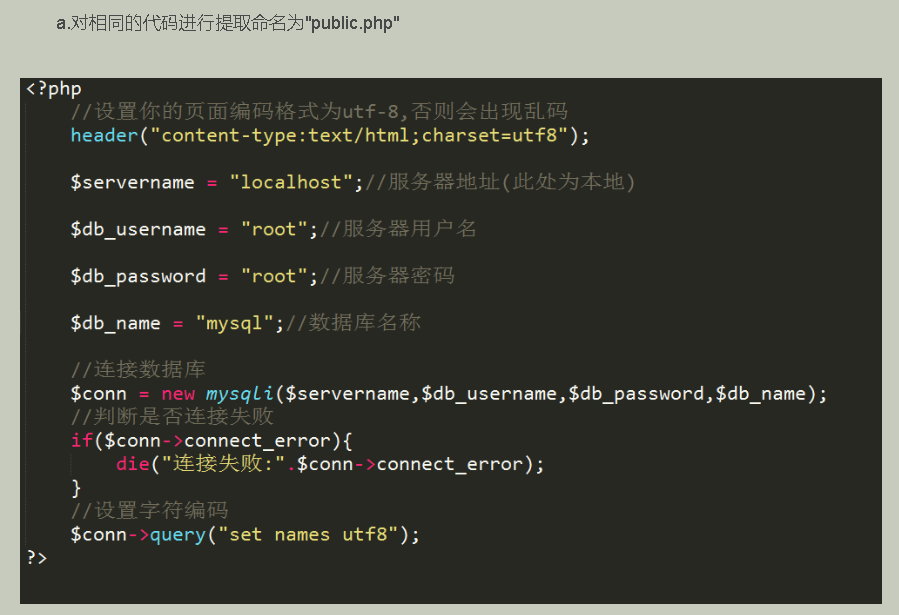 a.对相同的代码进行提取命名为"public.php"
<?php
//设置你的页面编码格式为utf-8,否则会出现乱码
header("content-type:text/html;charset=utf8");
$servername = "localhost";//服务器地址(此处为本地)
$db_username = "root";//服务器用户名
$db_password = "root";//服务器密码
$db_name = "mysql";//数据库名称
//连接数据库
$conn = new mysqli($servername,$db_username,$db_password,$db_name);
//判断是否连接失败
if($conn->connect_error){
die("连接失败:".$conn->connect_error);
}
//设置字符编码
$conn->query("set names utf8");
?>